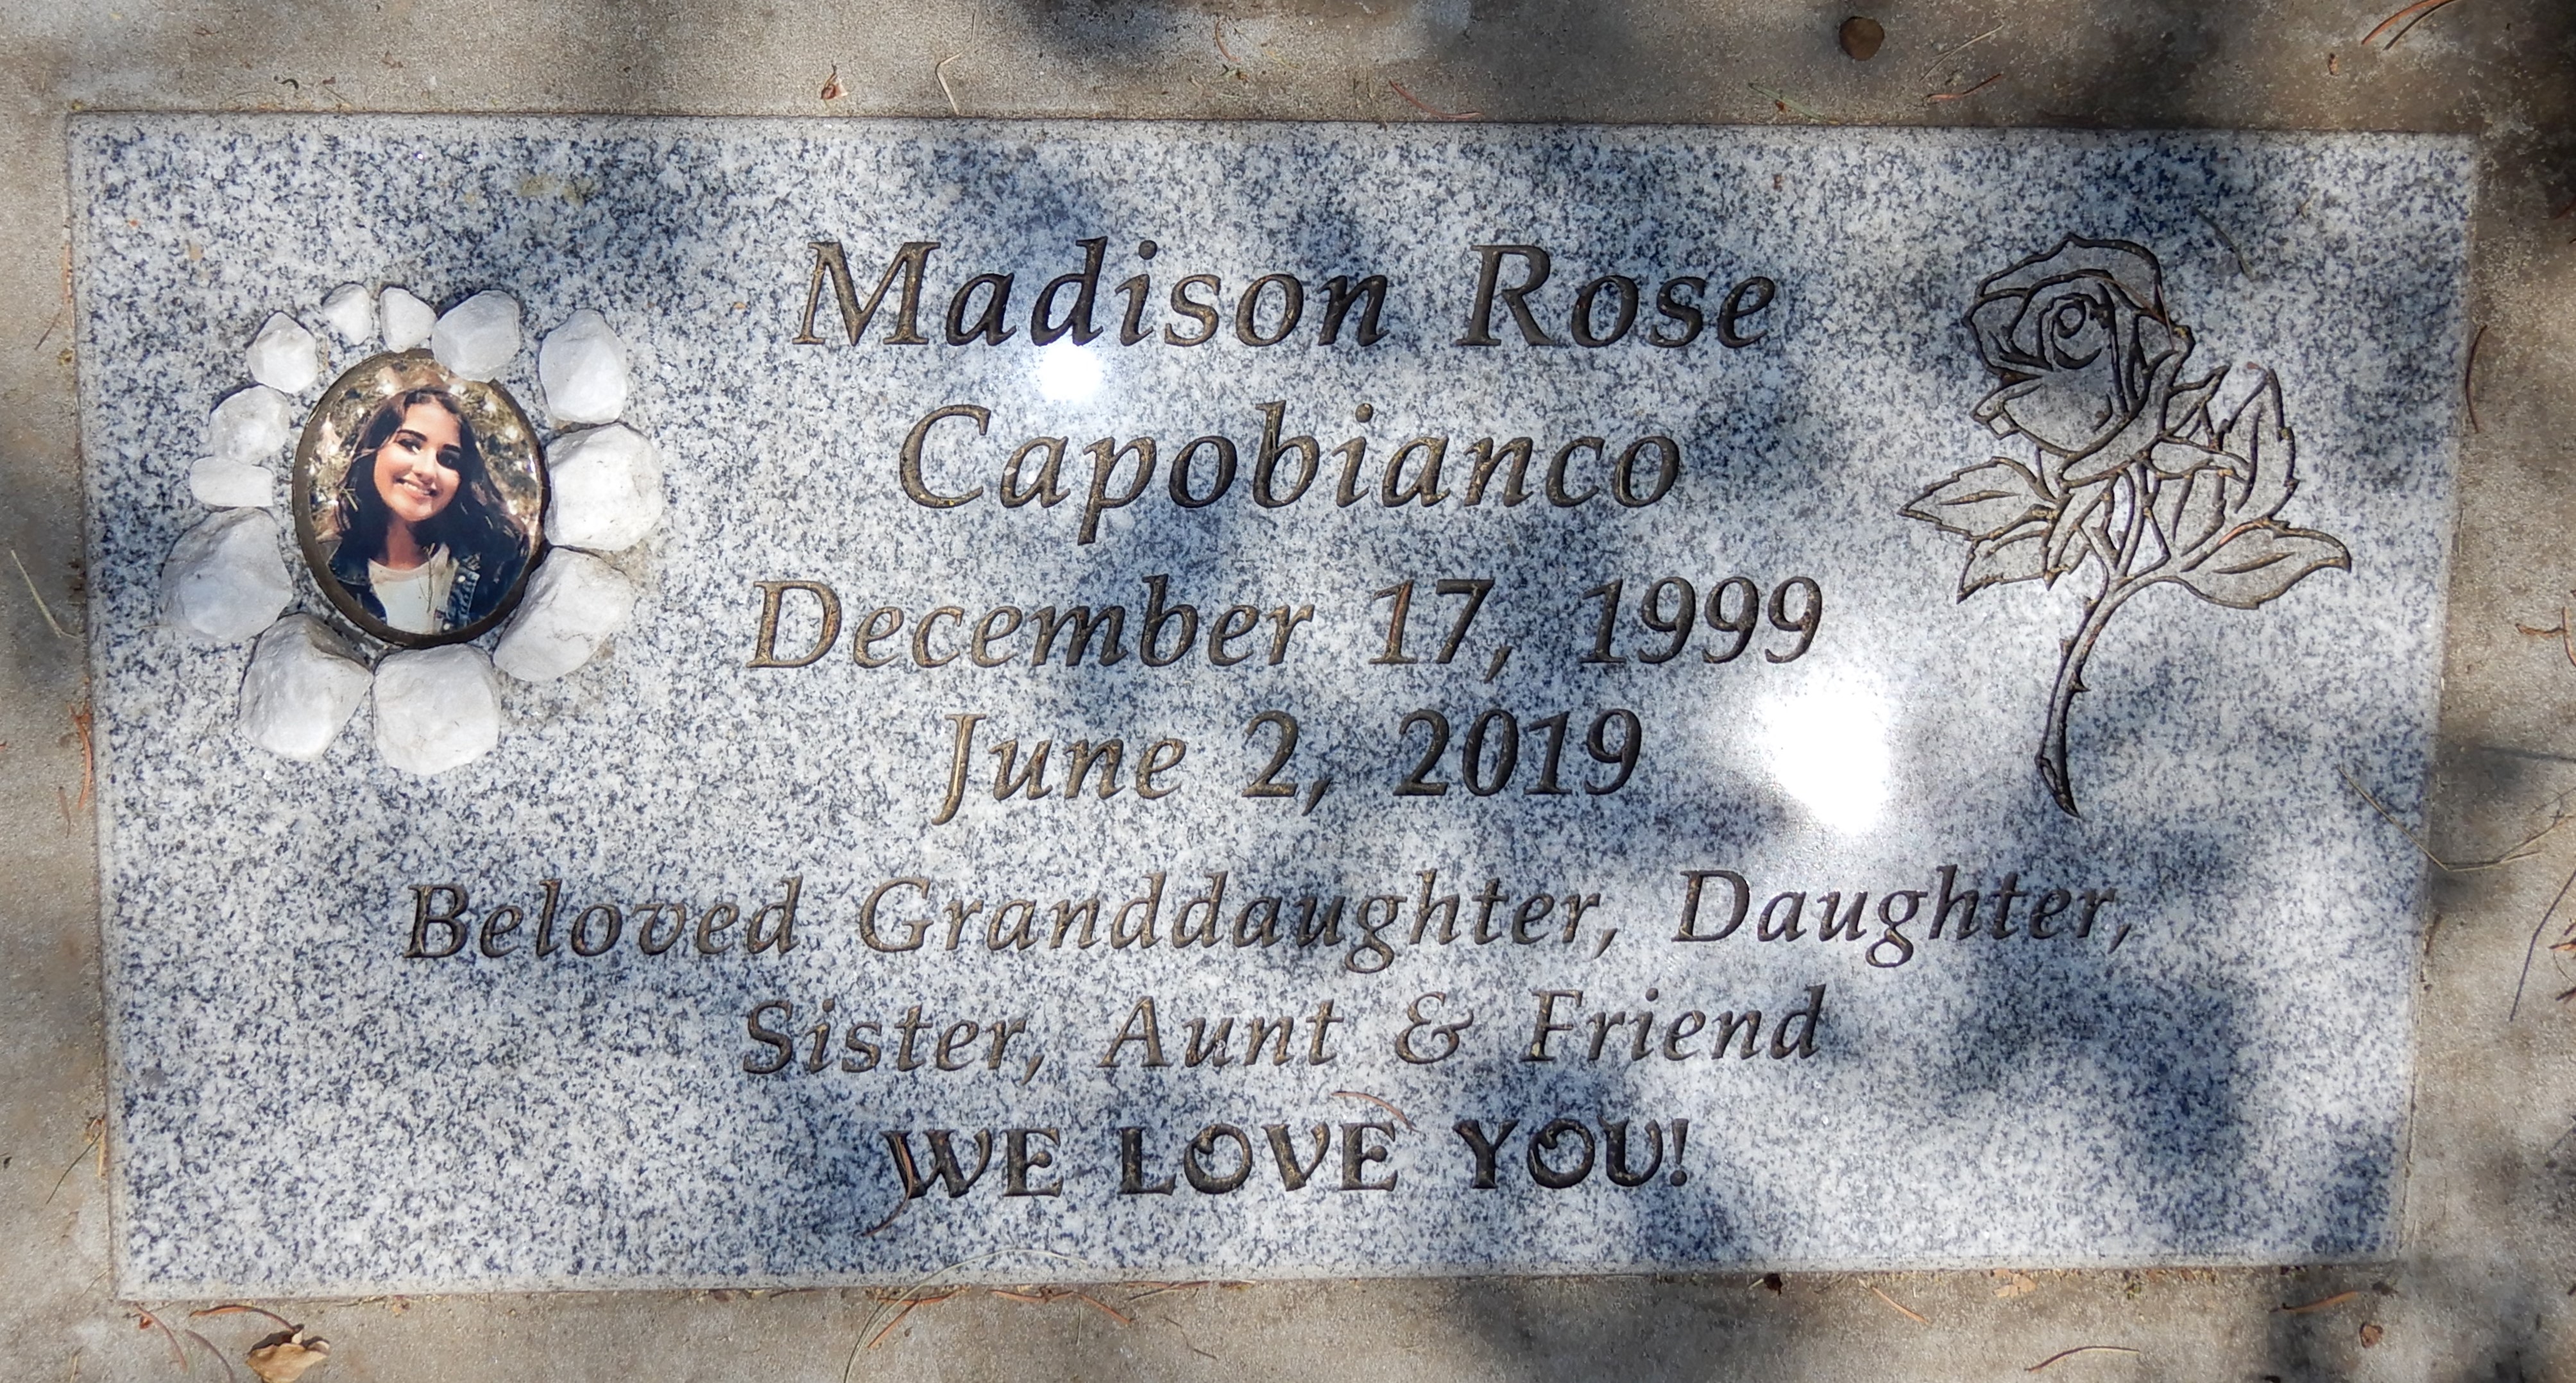 Madison Rose
Capobianco
December 17, 1999
June 2, 2019
Beloved Granddaughter, Daughter,
Sister, Aunt & Friend
WE LOVE YOU!